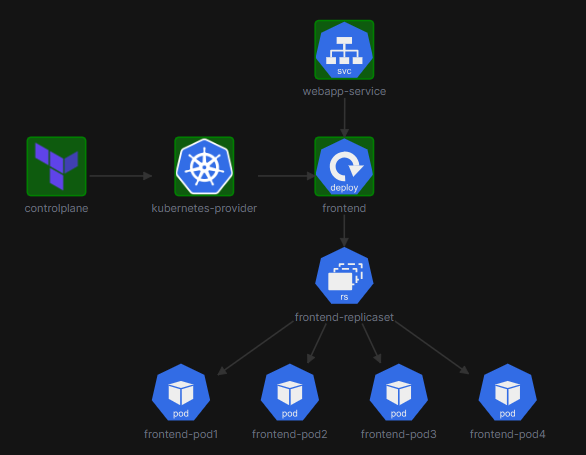 svc
webapp-service
controlplane
kubernetes-provider
deploy
frontend
rs
frontend-replicaset
pod
frontend-pod1
pod
frontend-pod2
pod
frontend-pod3
pod
frontend-pod4